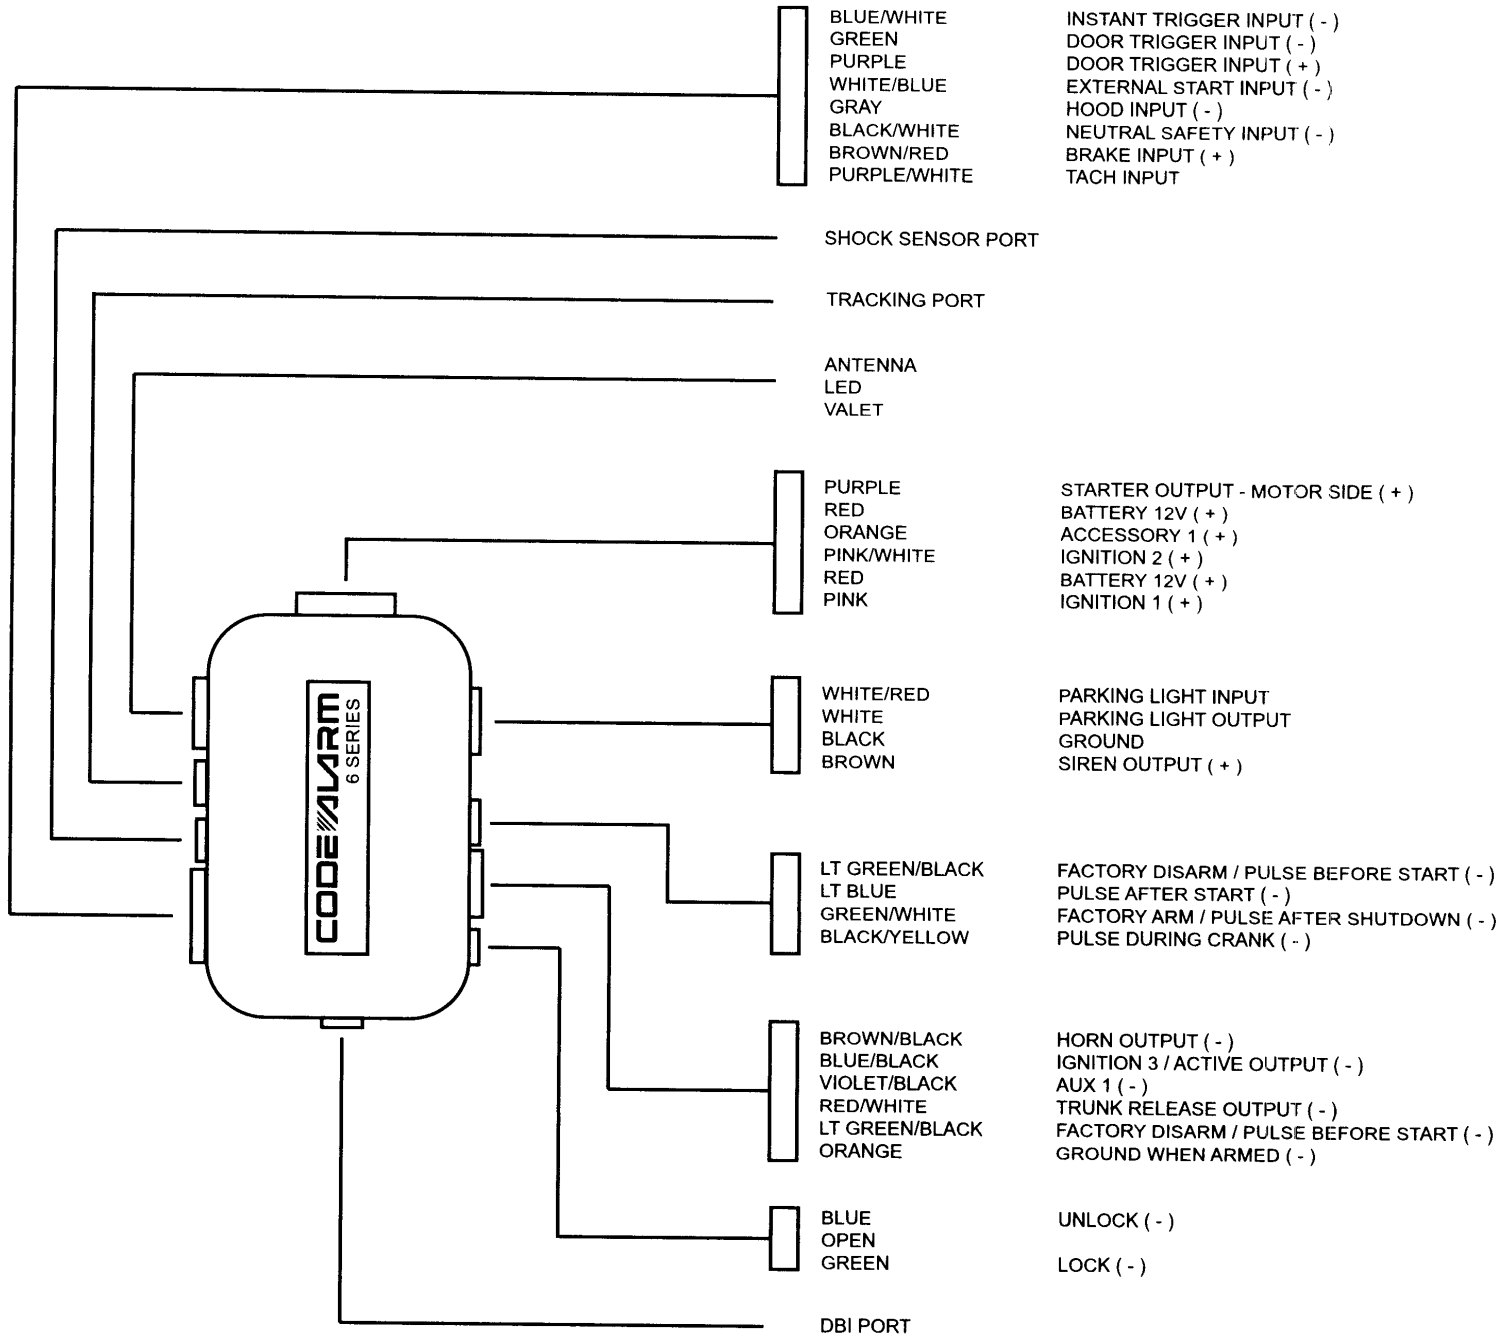 BLUE/WHITE INSTANT TRIGGER INPUT ( - )
GREEN DOOR TRIGGER INPUT ( - )
PURPLE DOOR TRIGGER INPUT ( + )
WHITE/BLUE EXTERNAL START INPUT ( - )
GRAY HOOD INPUT ( - )
BLACK/WHITE NEUTRAL SAFETY INPUT ( - )
BROWN/RED BRAKE INPUT ( + )
PURPLE/WHITE TACH INPUT
SHOCK SENSOR PORT
TRACKING PORT
ANTENNA
LED
VALET
PURPLE STARTER OUTPUT - MOTOR SIDE ( + )
RED BATTERY 12V ( + )
ORANGE ACCESSORY 1 ( + )
PINK/WHITE IGNITION 2 ( + )
RED BATTERY 12V ( + )
PINK IGNITION 1 ( + )
CODE ALARM
6 SERIES
WHITE/RED PARKING LIGHT INPUT
WHITE PARKING LIGHT OUTPUT
BLACK GROUND
BROWN SIREN OUTPUT ( + )
LT GREEN/BLACK FACTORY DISARM / PULSE BEFORE START ( - )
LT BLUE PULSE AFTER START ( - )
GREEN/WHITE FACTORY ARM / PULSE AFTER SHUTDOWN ( - )
BLACK/YELLOW PULSE DURING CRANK ( - )
BROWN/BLACK HORN OUTPUT ( - )
BLUE/BLACK IGNITION 3 / ACTIVE OUTPUT ( - )
VIOLET/BLACK AUX 1 ( - )
RED/WHITE TRUNK RELEASE OUTPUT ( - )
LT GREEN/BLACK FACTORY DISARM / PULSE BEFORE START ( - )
ORANGE GROUND WHEN ARMED ( - )
BLUE UNLOCK ( - )
OPEN
GREEN LOCK ( - )
DBI PORT